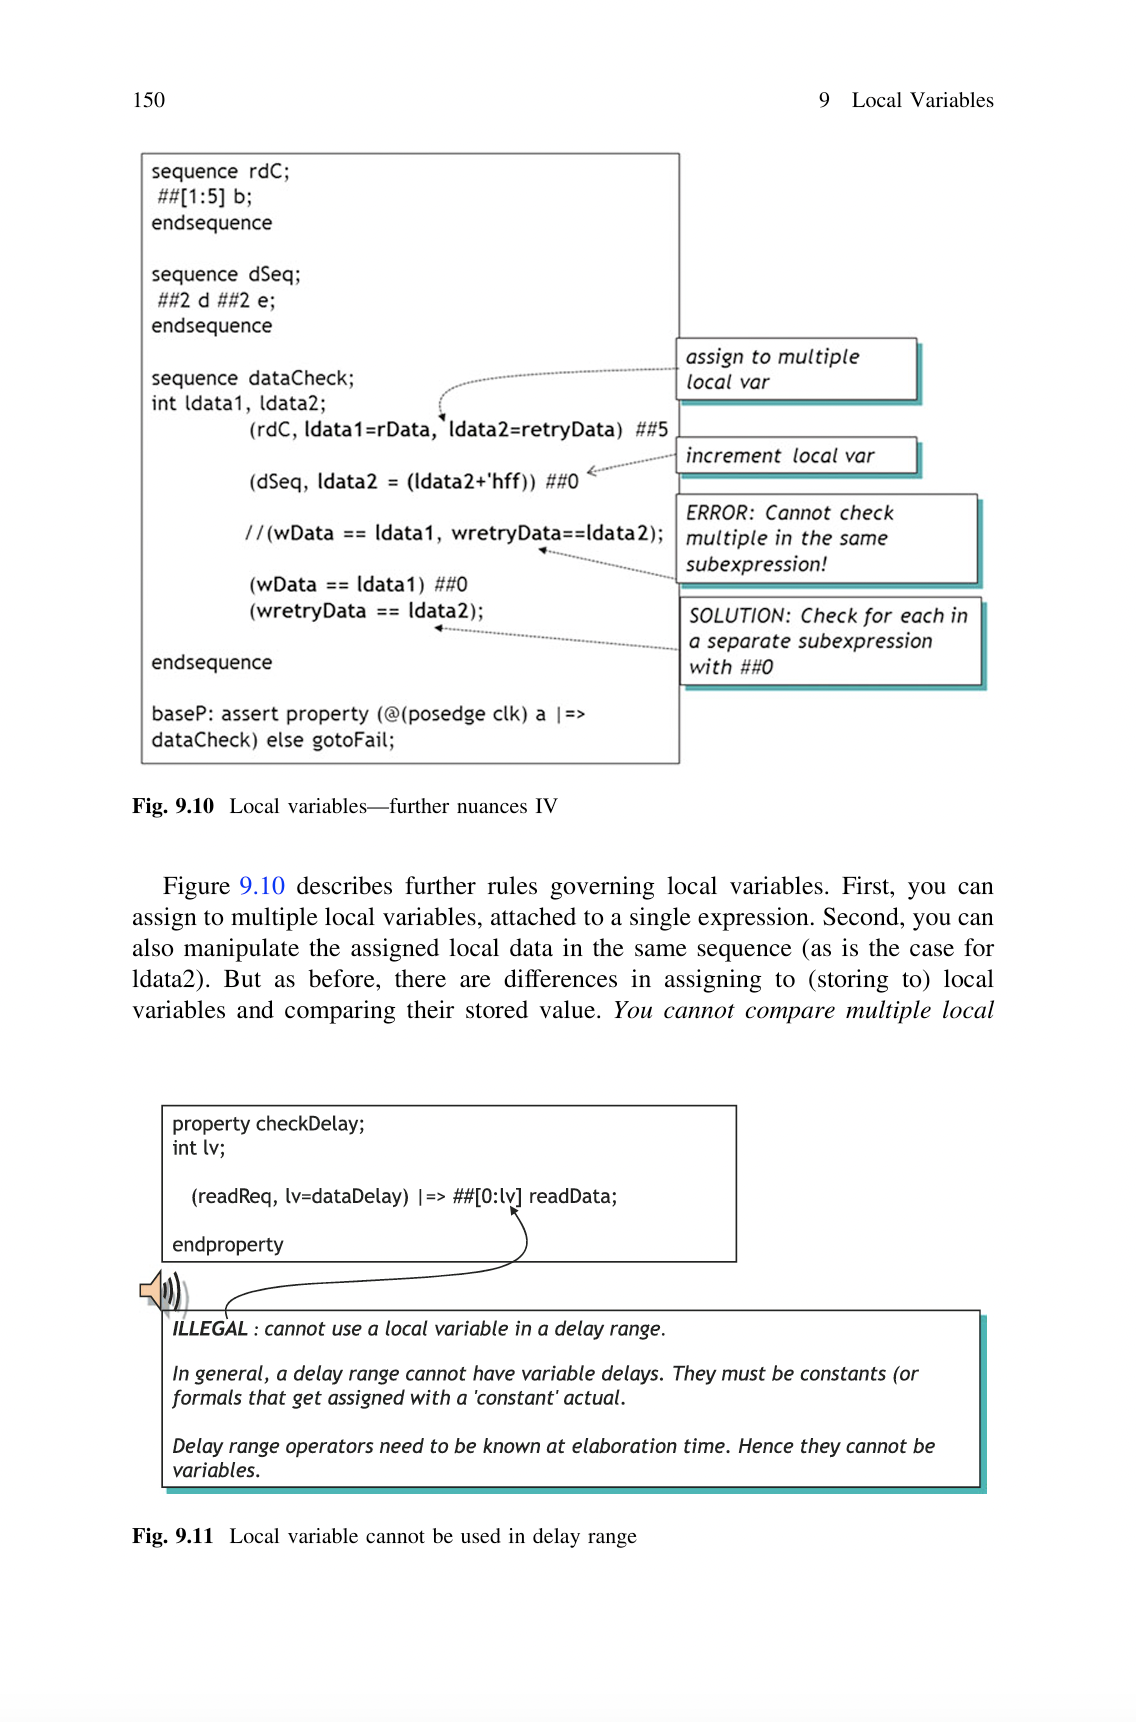 150
9 Local Variables
sequence rdC;
##[1:5] b;
endsequence
sequence dSeq;
##2 d ##2 e;
endsequence
sequence dataCheck;
int ldata1, ldata2;
(rdC, ldata1=rData, ldata2=retryData) ##5
(dSeq, ldata2 = (ldata2+'hff)) ##0
//(wData == ldata1, wretryData==ldata2);
(wData == ldata1) ##0
(wretryData == ldata2);
endsequence
baseP: assert property (@(posedge clk) a |=>
dataCheck) else gotoFail;
assign to multiple
local var
increment local var
ERROR: Cannot check
multiple in the same
subexpression!
SOLUTION: Check for each in
a separate subexpression
with ##0
Fig. 9.10 Local variables—further nuances IV
Figure 9.10 describes further rules governing local variables. First, you can
assign to multiple local variables, attached to a single expression. Second, you can
also manipulate the assigned local data in the same sequence (as is the case for
ldata2). But as before, there are differences in assigning to (storing to) local
variables and comparing their stored value. You cannot compare multiple local
property checkDelay;
int lv;
(readReq, lv=dataDelay) |=> ##[0:lv] readData;
endproperty
ILLEGAL : cannot use a local variable in a delay range.
In general, a delay range cannot have variable delays. They must be constants (or
formals that get assigned with a 'constant' actual.
Delay range operators need to be known at elaboration time. Hence they cannot be
variables.
Fig. 9.11 Local variable cannot be used in delay range